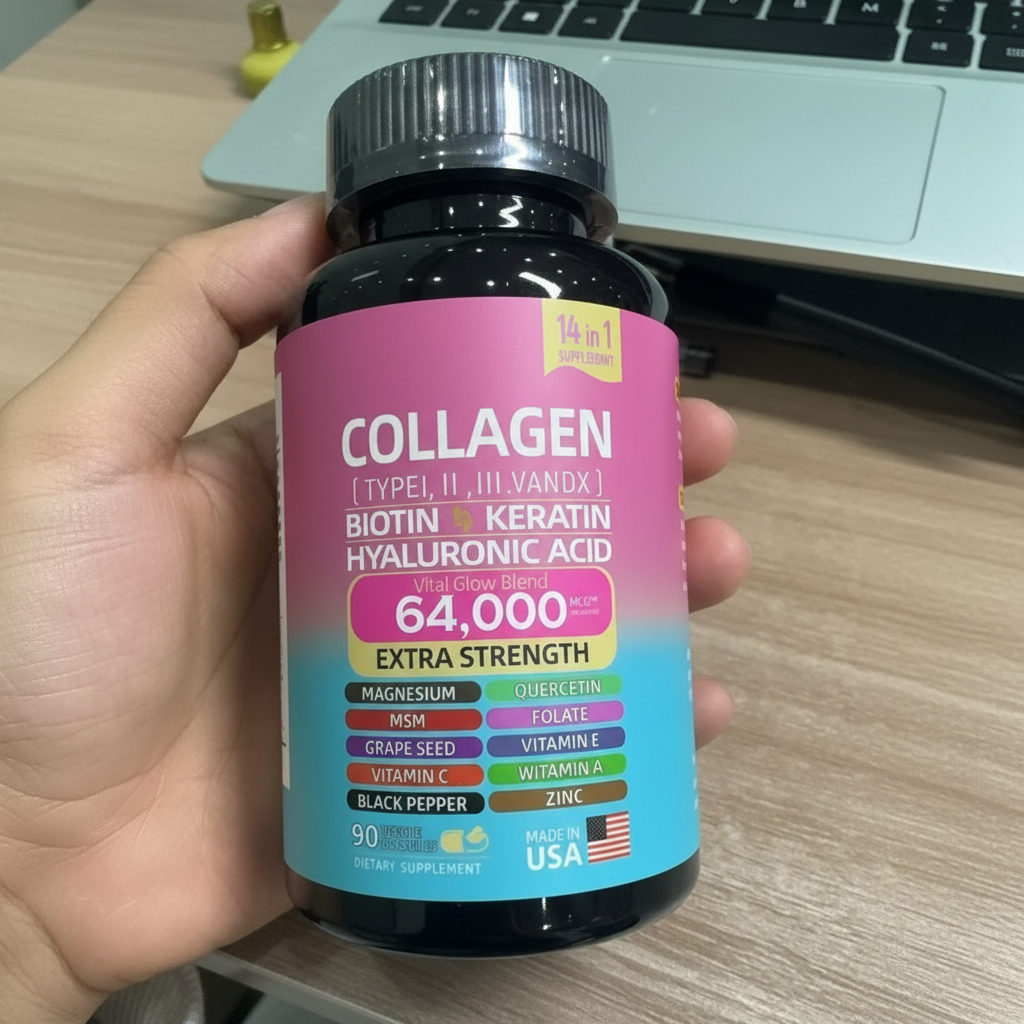 14 in 1
COLLAGEN
[ TYPEI, II ,III.VANDX ]
BIOTIN & KERATIN
HYALURONIC ACID
Vital Glow Blend
64,000 MCG
EXTRA STRENGTH
MAGNESIUM QUERCETIN
MSM FOLATE
GRAPE SEED VITAMIN E
VITAMIN C WITAMIN A
BLACK PEPPER ZINC
90
DIETARY SUPPLEMENT
MADE IN
USA
M